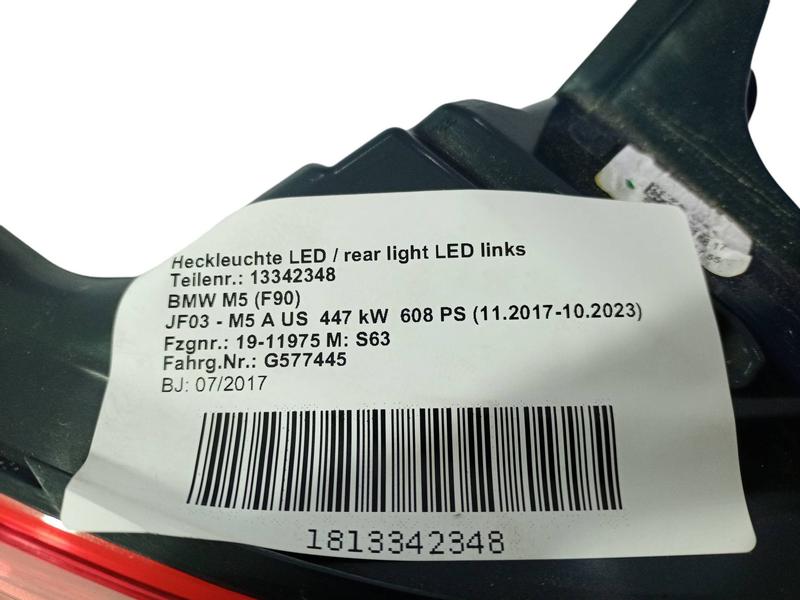 Heckleuchte LED / rear light LED links
Teilenr.: 13342348
BMW M5 (F90)
JF03 - M5 A US 447 kW 608 PS (11.2017-10.2023)
Fzgnr.: 19-11975 M: S63
Fahrg.Nr.: G577445
BJ: 07/2017
1813342348